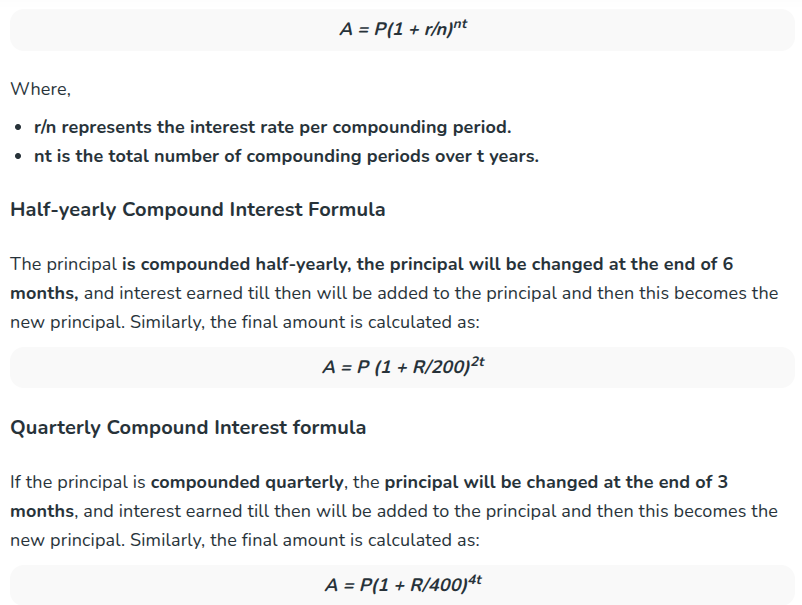 A = P(1 + r/n)^nt
Where,
• r/n represents the interest rate per compounding period.
• nt is the total number of compounding periods over t years.
Half-yearly Compound Interest Formula
The principal is compounded half-yearly, the principal will be changed at the end of 6
months, and interest earned till then will be added to the principal and then this becomes the
new principal. Similarly, the final amount is calculated as:
A = P (1 + R/200)^2t
Quarterly Compound Interest formula
If the principal is compounded quarterly, the principal will be changed at the end of 3
months, and interest earned till then will be added to the principal and then this becomes the
new principal. Similarly, the final amount is calculated as:
A = P(1 + R/400)^4t